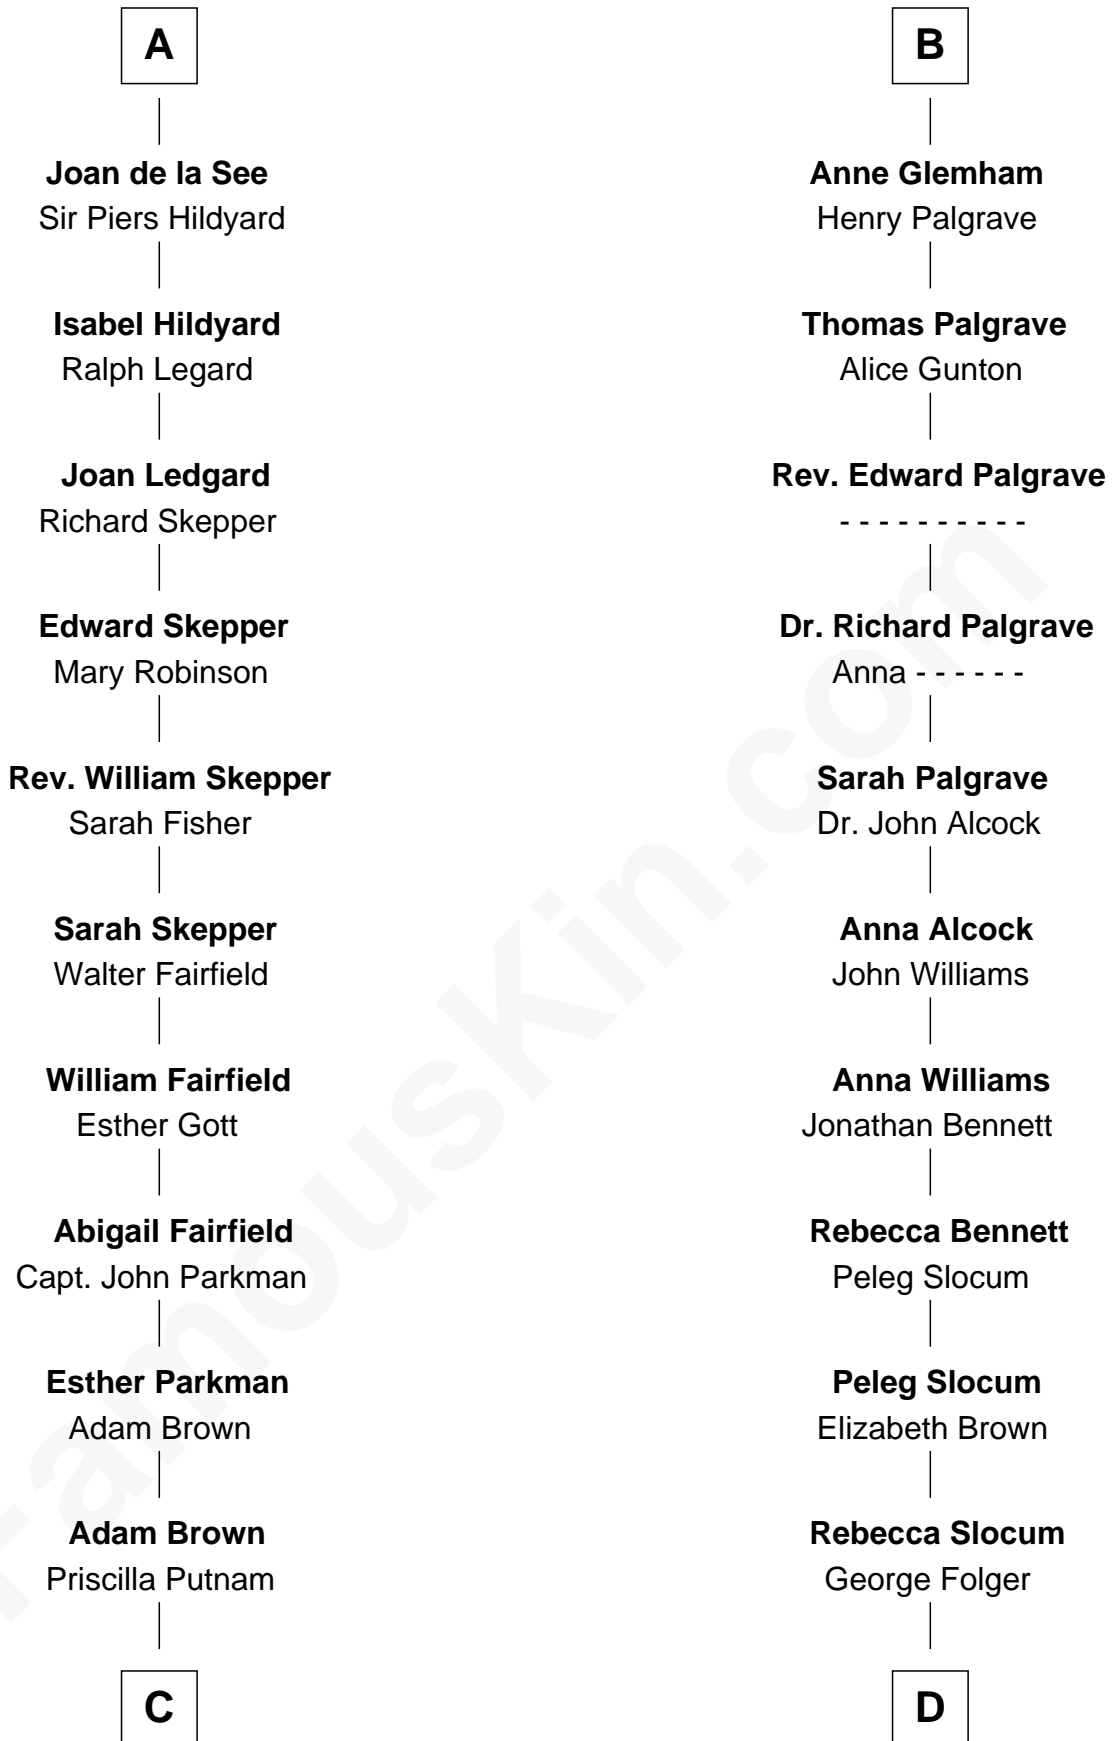 A
Joan de la See
Sir Piers Hildyard
Isabel Hildyard
Ralph Legard
Joan Ledgard
Richard Skepper
Edward Skepper
Mary Robinson
Rev. William Skepper
Sarah Fisher
Sarah Skepper
Walter Fairfield
William Fairfield
Esther Gott
Abigail Fairfield
Capt. John Parkman
Esther Parkman
Adam Brown
Adam Brown
Priscilla Putnam
C
B
Anne Glemham
Henry Palgrave
Thomas Palgrave
Alice Gunton
Rev. Edward Palgrave
- - - - - - - - - -
Dr. Richard Palgrave
Anna - - - - - -
Sarah Palgrave
Dr. John Alcock
Anna Alcock
John Williams
Anna Williams
Jonathan Bennett
Rebecca Bennett
Peleg Slocum
Peleg Slocum
Elizabeth Brown
Rebecca Slocum
George Folger
D
FamousKin.com